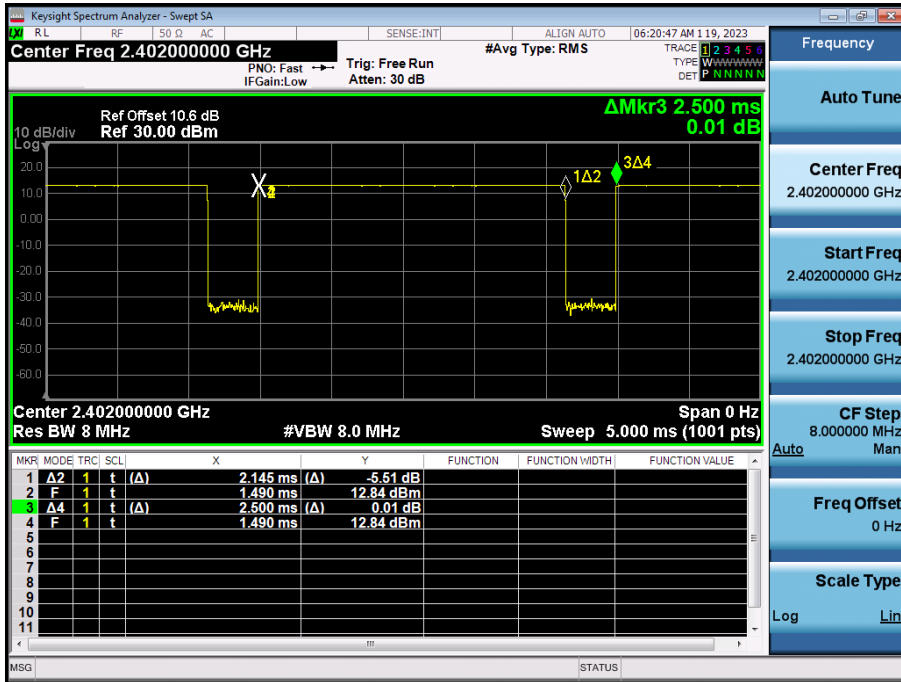 Keysight Spectrum Analyzer - Swept SA
LXI RL RF 50 Ω AC SENSE:INT ALIGN AUTO 06:20:47 AM 1 19, 2023
Center Freq 2.402000000 GHz
PNO: Fast
IFGain:Low
Trig: Free Run
Atten: 30 dB
#Avg Type: RMS
TRACE 1 2 3 4 5 6
TYPE WWWWWW
DET P N N N N N
ΔMkr3 2.500 ms
0.01 dB
Ref Offset 10.6 dB
10 dB/div Ref 30.00 dBm
Log
20.0
10.0
0.00
-10.0
-20.0
-30.0
-40.0
-50.0
-60.0
1Δ2
3Δ4
Center 2.402000000 GHz Span 0 Hz
Res BW 8 MHz #VBW 8.0 MHz Sweep 5.000 ms (1001 pts)
MKR MODE TRC SCL X Y FUNCTION FUNCTION WIDTH FUNCTION VALUE
1 Δ2 1 t (Δ) 2.145 ms (Δ) -5.51 dB
2 F 1 t 1.490 ms 12.84 dBm
3 Δ4 1 t (Δ) 2.500 ms (Δ) 0.01 dB
4 F 1 t 1.490 ms 12.84 dBm
5
6
7
8
9
10
11
MSG STATUS
Frequency
Auto Tune
Center Freq
2.402000000 GHz
Start Freq
2.402000000 GHz
Stop Freq
2.402000000 GHz
CF Step
8.000000 MHz
Auto Man
Freq Offset
0 Hz
Scale Type
Log Lin